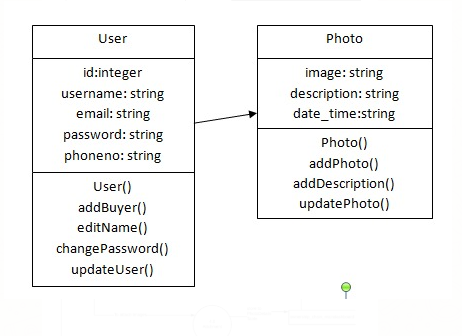 User
id:integer
username: string
email: string
password: string
phoneno: string
User()
addBuyer()
editName()
changePassword()
updateUser()
Photo
image: string
description: string
date_time:string
Photo()
addPhoto()
addDescription()
updatePhoto()